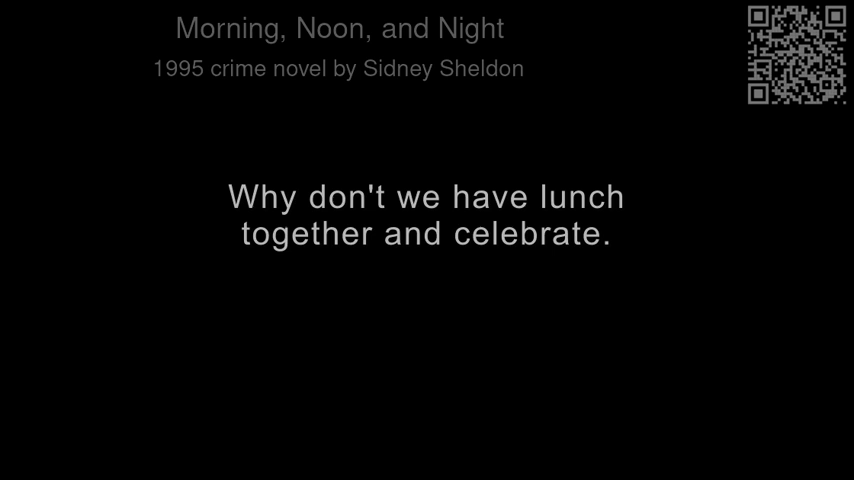 Morning, Noon, and Night
1995 crime novel by Sidney Sheldon
Why don't we have lunch
together and celebrate.